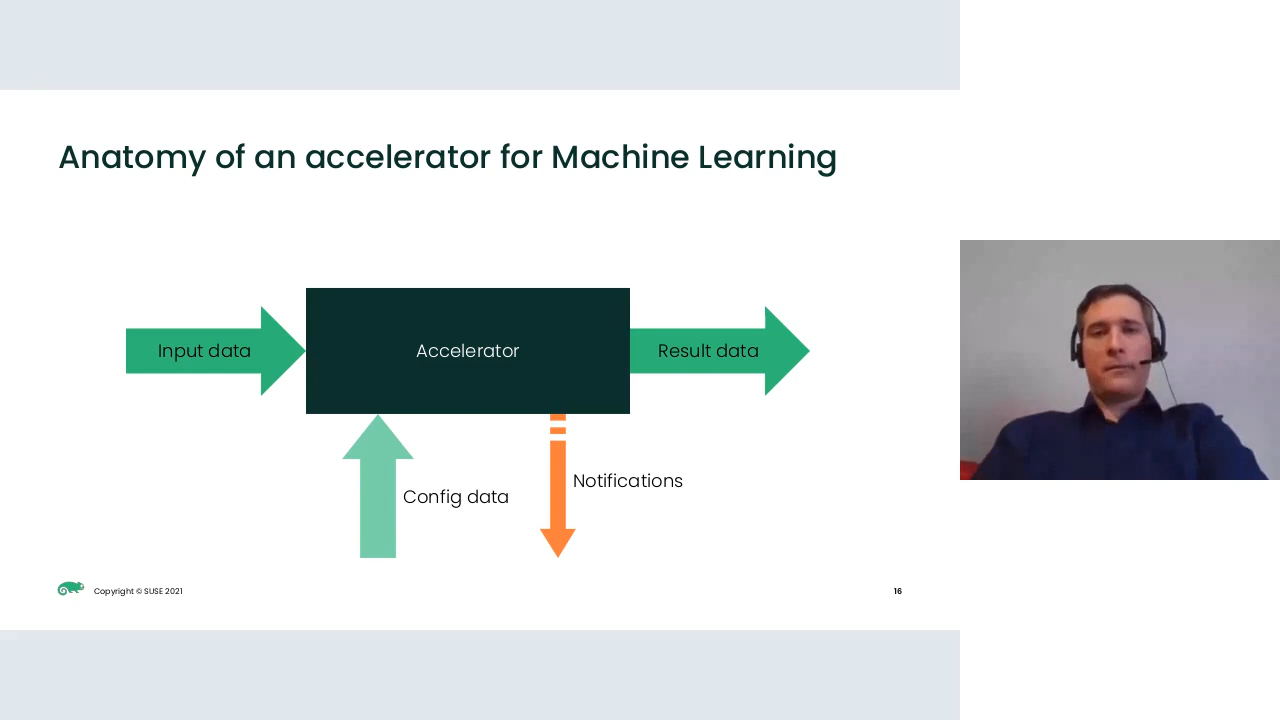 Anatomy of an accelerator for Machine Learning
Input data
Accelerator
Result data
Config data
Notifications
Copyright © SUSE 2021
16